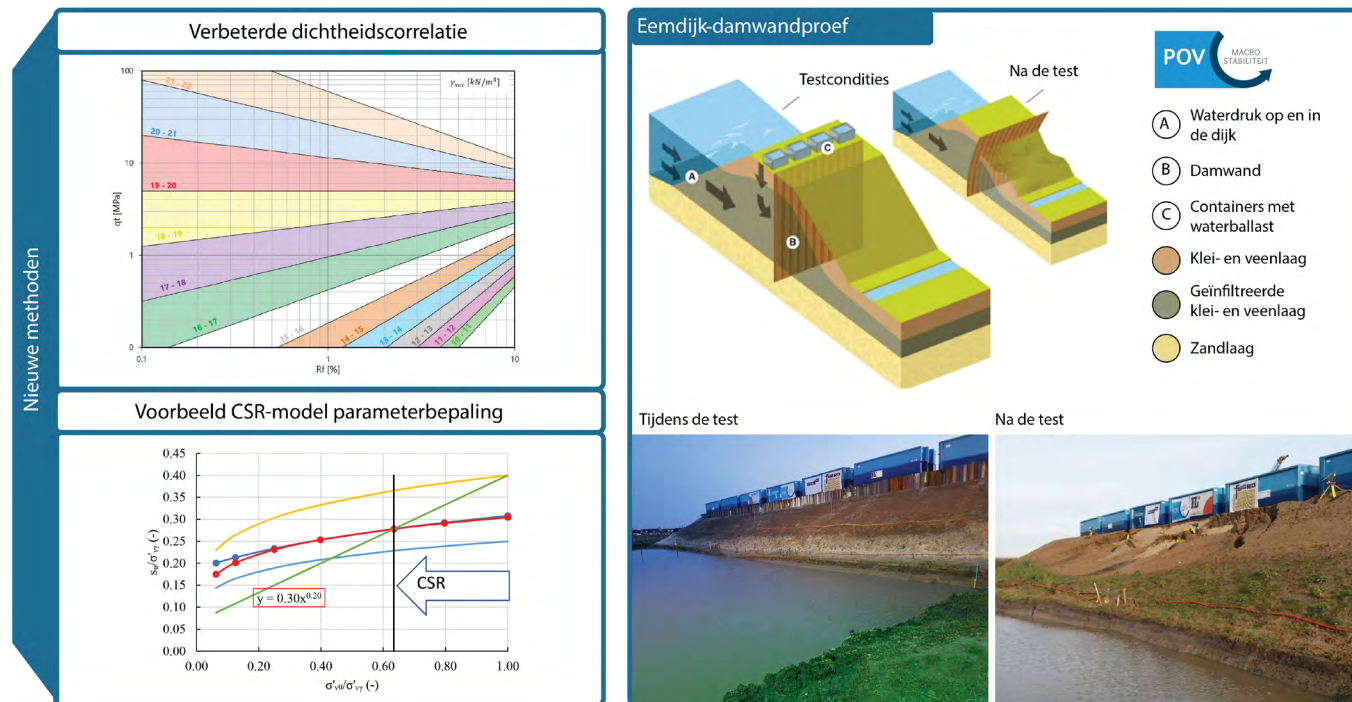 Nieuwe methoden
Verbeterde dichtheidscorrelatie
γsat [kN/m³]
100
10
1
0
qt [MPa]
21 - 22
20 - 21
19 - 20
18 - 19
17 - 18
16 - 17
15 - 16
14 - 15
13 - 14
12 - 13
11 - 12
10 - 11
0.1
1
10
Rf [%]
Voorbeeld CSR-model parameterbepaling
0.45
0.40
0.35
0.30
0.25
0.20
0.15
0.10
0.05
0.00
su/σ'vy (-)
CSR
y = 0.30x^0.20
0.00
0.20
0.40
0.60
0.80
1.00
σ'v0/σ'vy (-)
Eemdijk-damwandproef
Testcondities
Na de test
A
B
C
POV
MACRO
STABILITEIT
A
Waterdruk op en in
de dijk
B
Damwand
C
Containers met
waterballast
Klei- en veenlaag
Geïnfiltreerde
klei- en veenlaag
Zandlaag
Tijdens de test
Na de test
FUGRO